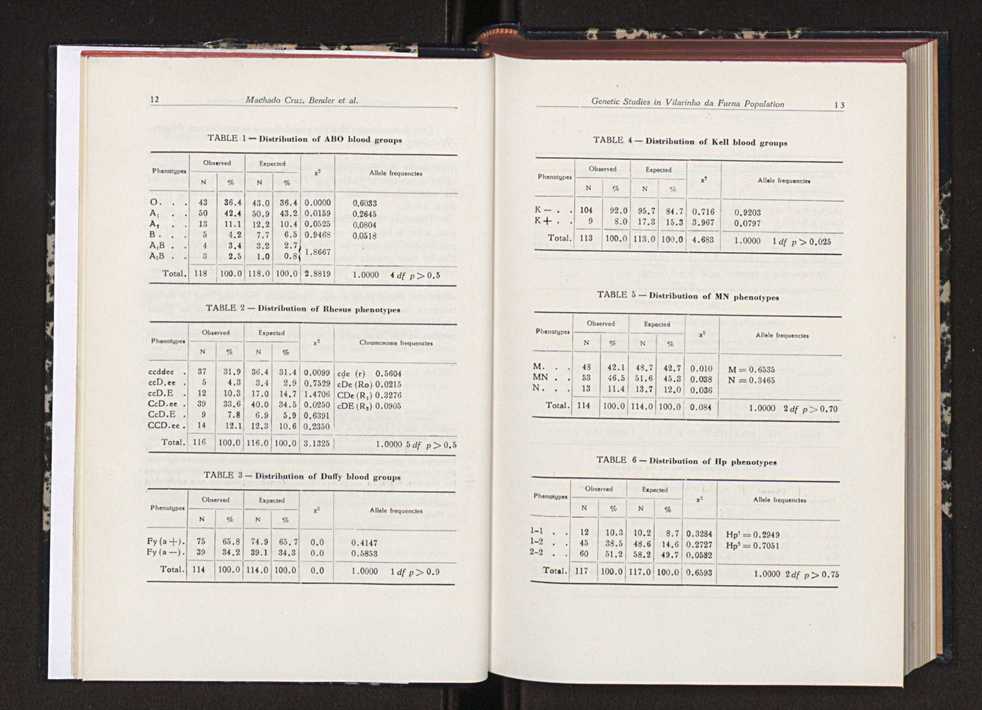 12 Machado Cruz, Bender et al.
TABLE 1 — Distribution of ABO blood groups
Phenotypes Observed Expected x² Allele frequencies
N % N %
O . . . 43 36.4 43.0 36.4 0.0000 0,6033
A₁ . . 50 42.4 50.9 43.2 0.0159 0.2645
A₂ . . 13 11.1 12.2 10.4 0.0525 0,0804
B . . . 5 4.2 7.7 6.5 0.9468 0.0518
A₁B . . 4 3.4 3.2 2.7
A₂B . . 3 2.5 1.0 0.8 1.8667
Total. 118 100.0 118.0 100.0 2.8819 1.0000 4 df p > 0.5
TABLE 2 — Distribution of Rhesus phenotypes
Phenotypes Observed Expected x² Chromosome frequencies
N % N %
ccddee . 37 31.9 36.4 31.4 0.0099 cde (r) 0.5604
ccD.ee . 5 4.3 3.4 2.9 0.7529 cDe (Ro) 0.0215
ccD.E . 12 10.3 17.0 14.7 1.4706 CDe (R₁) 0.3276
CcD.ee . 39 33.6 40.0 34.5 0.0250 cDE (R₂) 0.0905
CcD.E . 9 7.8 6.9 5.9 0.6391
CCD.ee . 14 12.1 12.3 10.6 0.2350
Total. 116 100.0 116.0 100.0 3.1325 1.0000 5 df p > 0.5
TABLE 3 — Distribution of Duffy blood groups
Phenotypes Observed Expected x² Allele frequencies
N % N %
Fy (a +). 75 65.8 74.9 65.7 0.0 0.4147
Fy (a —). 39 34.2 39.1 34.3 0.0 0.5853
Total. 114 100.0 114.0 100.0 0.0 1.0000 1 df p > 0.9
Genetic Studies in Vilarinho da Furna Population 13
TABLE 4 — Distribution of Kell blood groups
Phenotypes Observed Expected x² Allele frequencies
N % N %
K — . . 104 92.0 95.7 84.7 0.716 0.9203
K + . . 9 8.0 17.3 15.3 3.967 0.0797
Total. 113 100.0 113.0 100.0 4.683 1.0000 1 df p > 0.025
TABLE 5 — Distribution of MN phenotypes
Phenotypes Observed Expected x² Allele frequencies
N % N %
M. . . 48 42.1 48.7 42.7 0.010 M = 0.6535
MN . . 53 46.5 51.6 45.3 0.038 N = 0.3465
N . . . 13 11.4 13.7 12.0 0.036
Total. 114 100.0 114.0 100.0 0.084 1.0000 2 df p > 0.70
TABLE 6 — Distribution of Hp phenotypes
Phenotypes Observed Expected x² Allele frequencies
N % N %
1-1 . . 12 10.3 10.2 8.7 0.3284 Hp¹ = 0.2949
1-2 . . 45 38.5 48.6 14.6 0.2727 Hp² = 0.7051
2-2 . . 60 51.2 58.2 49.7 0.0582
Total. 117 100.0 117.0 100.0 0.6593 1.0000 2 df p > 0.75